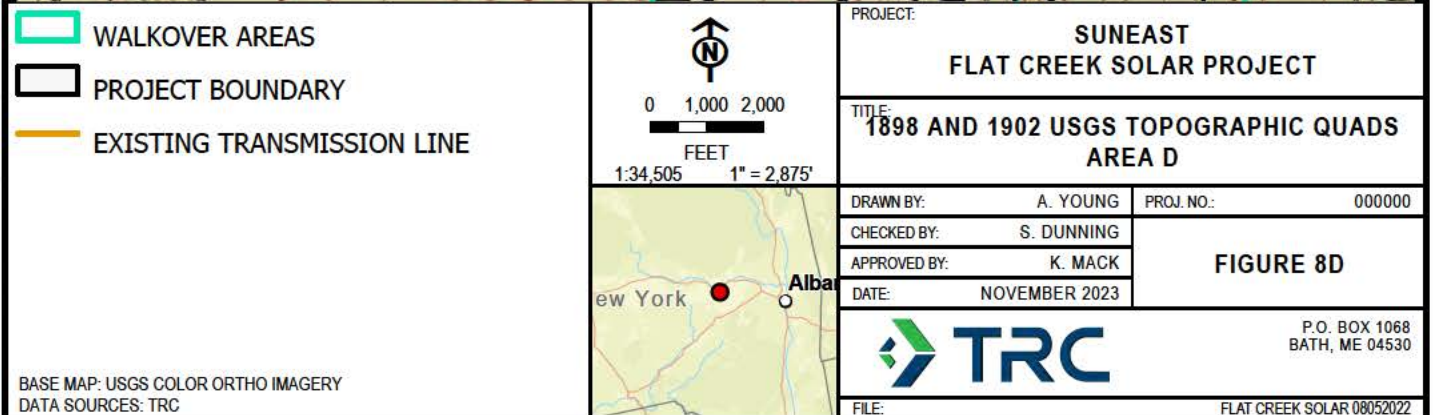 WALKOVER AREAS
PROJECT BOUNDARY
EXISTING TRANSMISSION LINE
BASE MAP: USGS COLOR ORTHO IMAGERY
DATA SOURCES: TRC
N
0 1,000 2,000
FEET
1:34,505 1" = 2,875'
ew York
Alba
PROJECT:
SUNEAST
FLAT CREEK SOLAR PROJECT
TITLE:
1898 AND 1902 USGS TOPOGRAPHIC QUADS
AREA D
DRAWN BY: A. YOUNG PROJ. NO.: 000000
CHECKED BY: S. DUNNING
APPROVED BY: K. MACK
DATE: NOVEMBER 2023
FIGURE 8D
TRC
P.O. BOX 1068
BATH, ME 04530
FILE: FLAT CREEK SOLAR 08052022